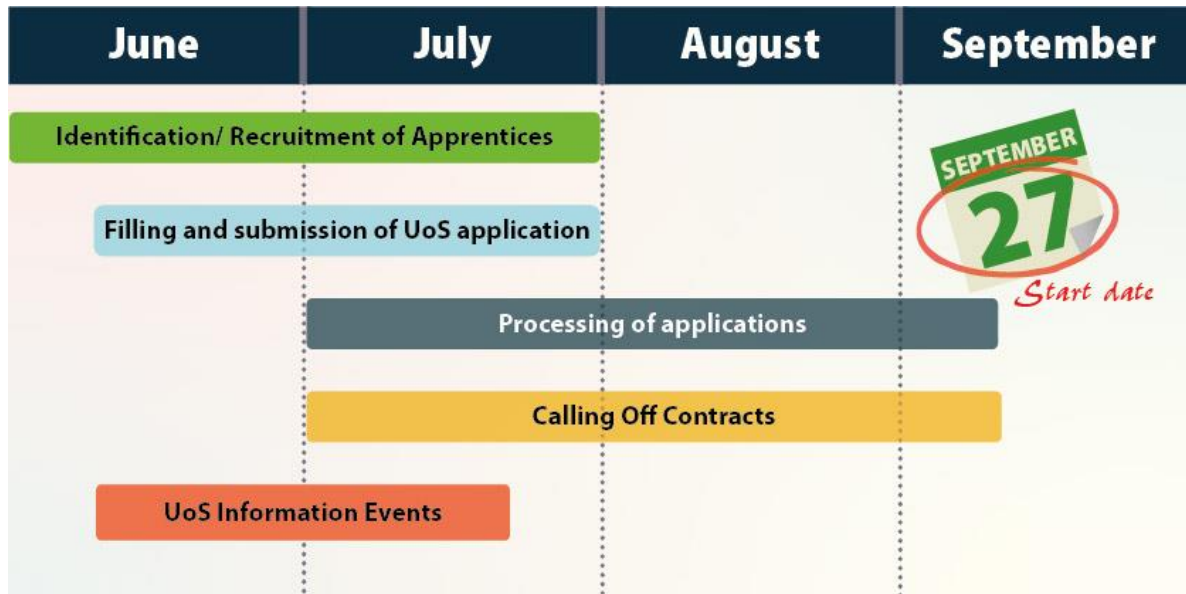 June
July
August
September
Identification/ Recruitment of Apprentices
SEPTEMBER
27
Start date
Filling and submission of UoS application
Processing of applications
Calling Off Contracts
UoS Information Events